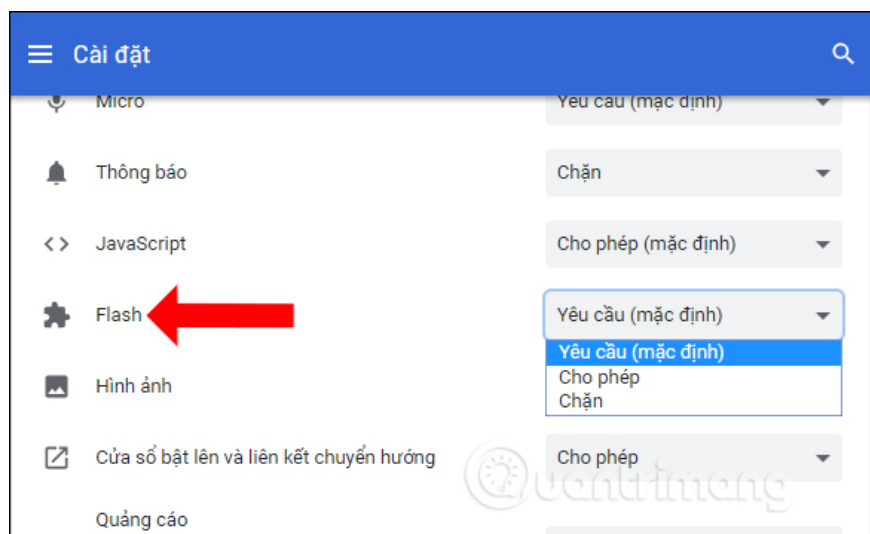 Cài đặt
Micro Yêu cầu (mặc định)
Thông báo Chặn
JavaScript Cho phép (mặc định)
Flash Yêu cầu (mặc định)
Yêu cầu (mặc định)
Cho phép
Chặn
Hình ảnh
Cửa sổ bật lên và liên kết chuyển hướng Cho phép
Quantrimang
Quảng cáo